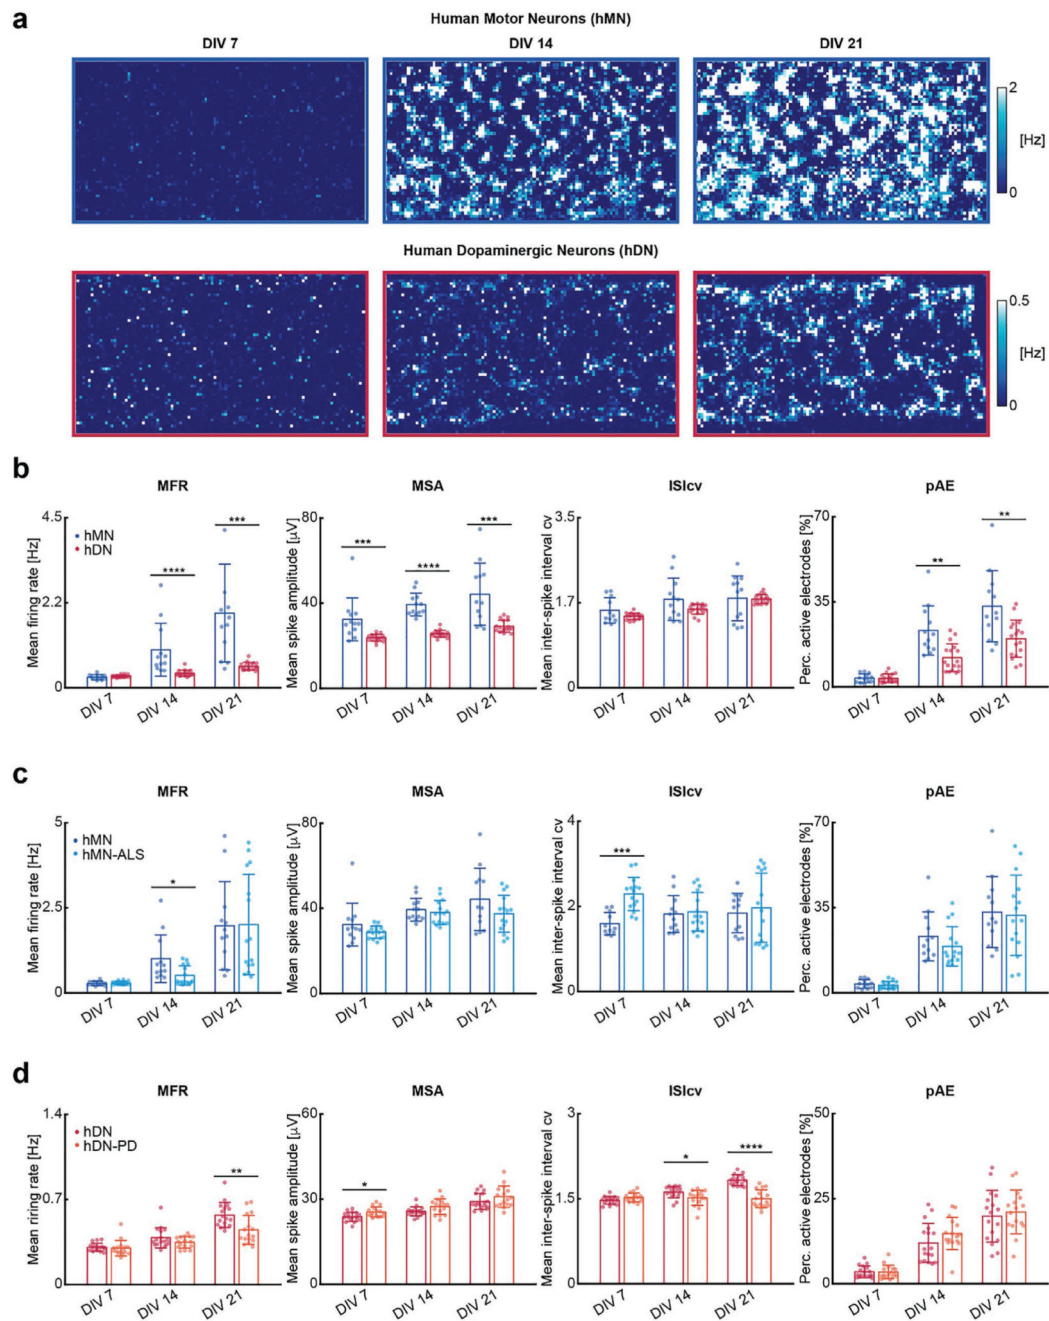 a
Human Motor Neurons (hMN)
DIV 7 DIV 14 DIV 21
2
[Hz]
0
Human Dopaminergic Neurons (hDN)
0.5
[Hz]
0
b
MFR MSA ISIcv pAE
Mean firing rate [Hz]
4.5
2.2
0
hMN
hDN
****
***
DIV 7 DIV 14 DIV 21
Mean spike amplitude [µV]
80
40
0
***
****
***
DIV 7 DIV 14 DIV 21
Mean inter-spike interval cv
3.5
1.7
0
DIV 7 DIV 14 DIV 21
Perc. active electrodes [%]
70
35
0
**
**
DIV 7 DIV 14 DIV 21
c
MFR MSA ISIcv pAE
Mean firing rate [Hz]
5
2.5
0
hMN
hMN-ALS
*
DIV 7 DIV 14 DIV 21
Mean spike amplitude [µV]
80
40
0
DIV 7 DIV 14 DIV 21
Mean inter-spike interval cv
4
2
0
***
DIV 7 DIV 14 DIV 21
Perc. active electrodes [%]
70
35
0
DIV 7 DIV 14 DIV 21
d
MFR MSA ISIcv pAE
Mean riring rate [Hz]
1.4
0.7
0
hDN
hDN-PD
**
DIV 7 DIV 14 DIV 21
Mean spike amplitude [µV]
60
30
0
*
DIV 7 DIV 14 DIV 21
Mean inter-spike interval cv
3
1.5
0
*
****
DIV 7 DIV 14 DIV 21
Perc. active electrodes [%]
50
25
0
DIV 7 DIV 14 DIV 21